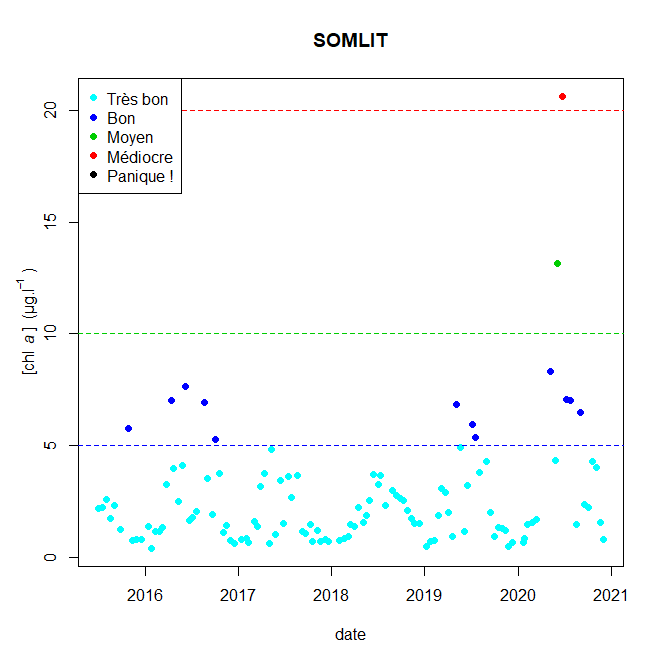 SOMLIT
Très bon
Bon
Moyen
Médiocre
Panique !
[chl a ] (µg.l⁻¹ )
20
15
10
5
0
2016 2017 2018 2019 2020 2021
date